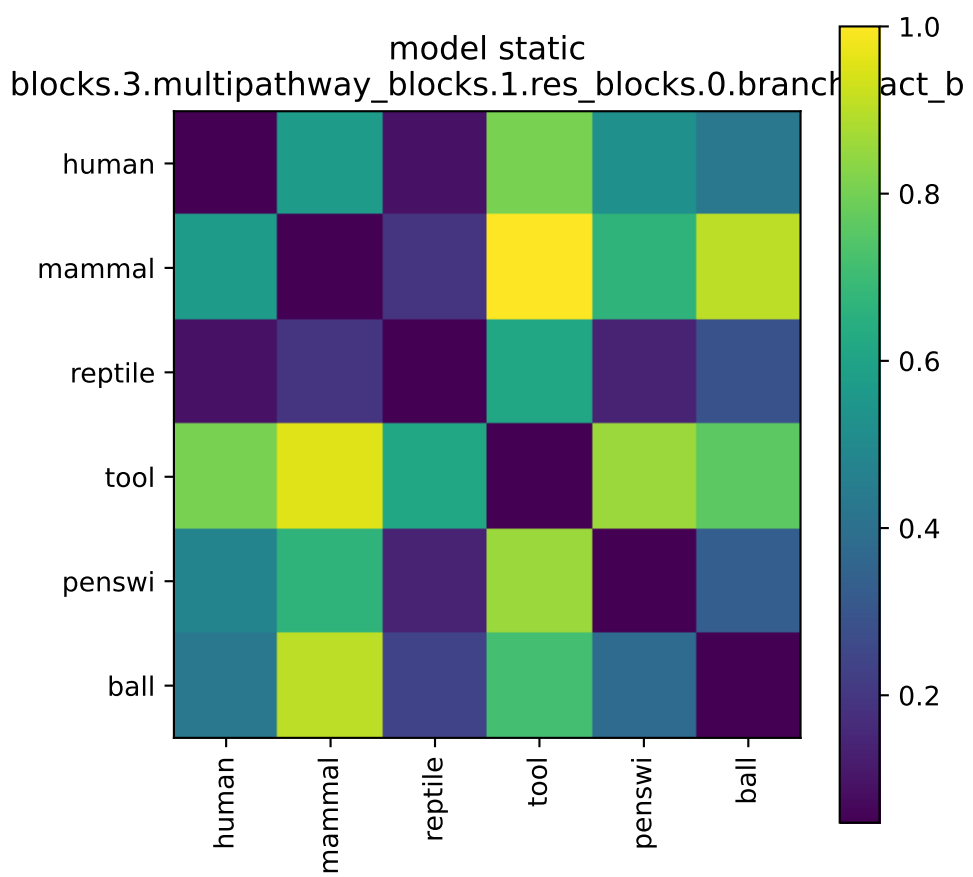 model static
blocks.3.multipathway_blocks.1.res_blocks.0.branch act_b
human
mammal
reptile
tool
penswi
ball
human
mammal
reptile
tool
penswi
ball
1.0
0.8
0.6
0.4
0.2